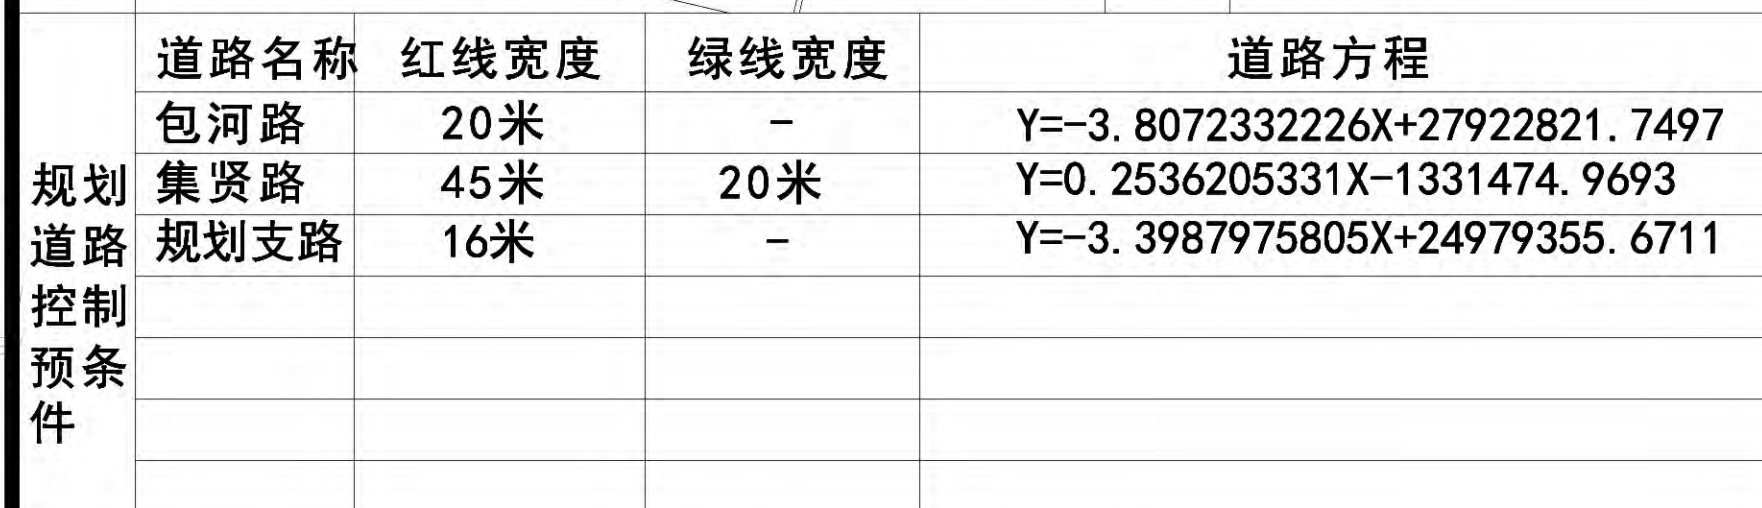 道路名称 红线宽度 绿线宽度 道路方程
包河路 20米 - Y=-3.8072332226X+27922821.7497
集贤路 45米 20米 Y=0.2536205331X-1331474.9693
规划支路 16米 - Y=-3.3987975805X+24979355.6711
规划
道路
控制
预条
件